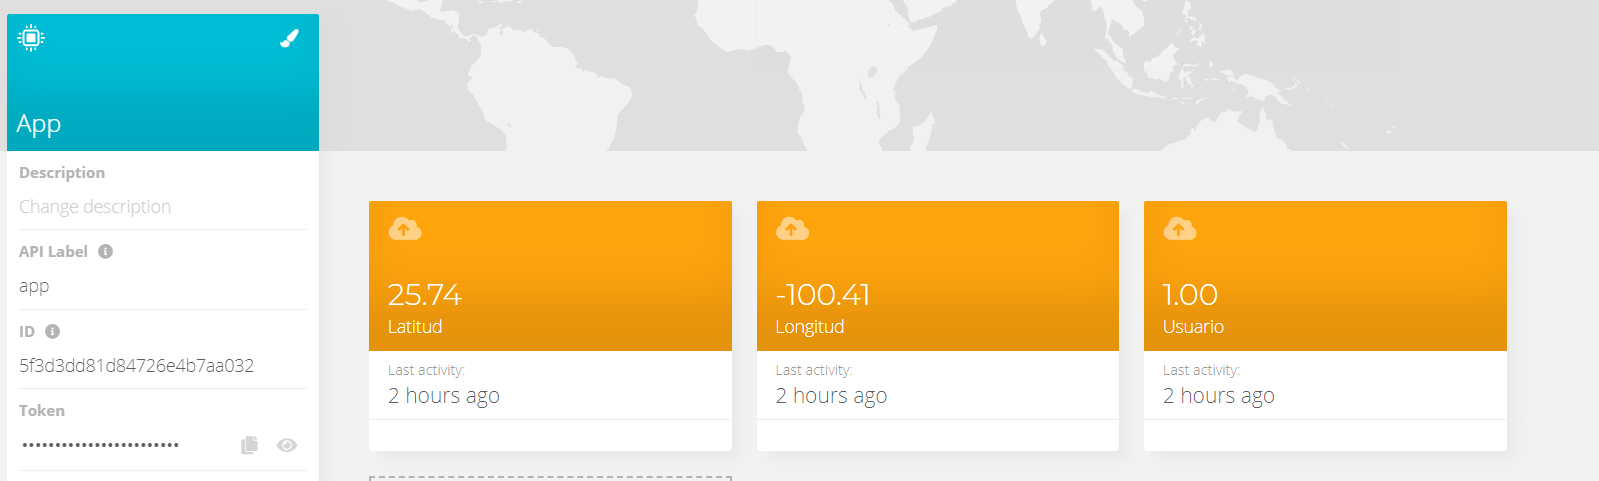 App
Description
Change description
API Label
app
ID
5f3d3dd81d84726e4b7aa032
Token
••••••••••••••••••••••••
25.74
Latitud
Last activity:
2 hours ago
-100.41
Longitud
Last activity:
2 hours ago
1.00
Usuario
Last activity:
2 hours ago